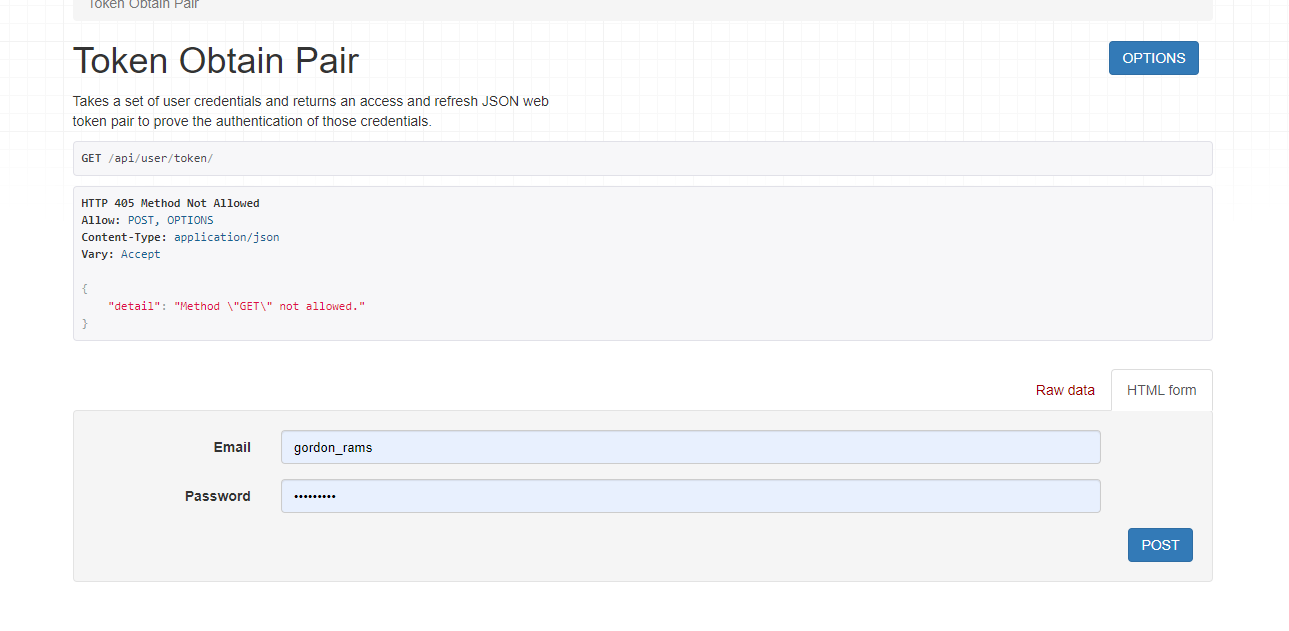 Token Obtain Pair
Token Obtain Pair
OPTIONS
Takes a set of user credentials and returns an access and refresh JSON web
token pair to prove the authentication of those credentials.
GET /api/user/token/
HTTP 405 Method Not Allowed
Allow: POST, OPTIONS
Content-Type: application/json
Vary: Accept
{
    "detail": "Method \"GET\" not allowed."
}
Raw data
HTML form
Email
gordon_rams
Password
•••••••••
POST